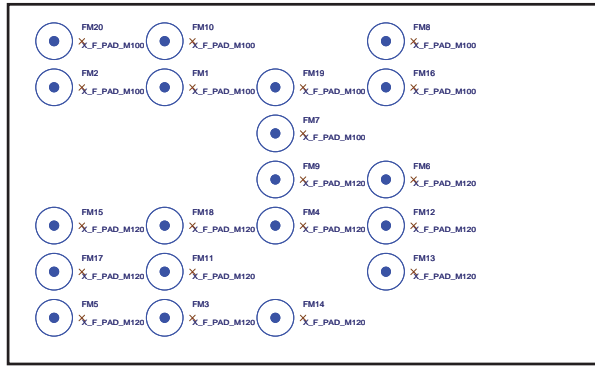 FM20 FM10 FM8
X_F_PAD_M100 X_F_PAD_M100 X_F_PAD_M100
FM2 FM1 FM19 FM16
X_F_PAD_M100 X_F_PAD_M100 X_F_PAD_M100 X_F_PAD_M100
FM7
X_F_PAD_M100
FM9 FM6
X_F_PAD_M120 X_F_PAD_M120
FM15 FM18 FM4 FM12
X_F_PAD_M120 X_F_PAD_M120 X_F_PAD_M120 X_F_PAD_M120
FM17 FM11 FM13
X_F_PAD_M120 X_F_PAD_M120 X_F_PAD_M120
FM5 FM3 FM14
X_F_PAD_M120 X_F_PAD_M120 X_F_PAD_M120